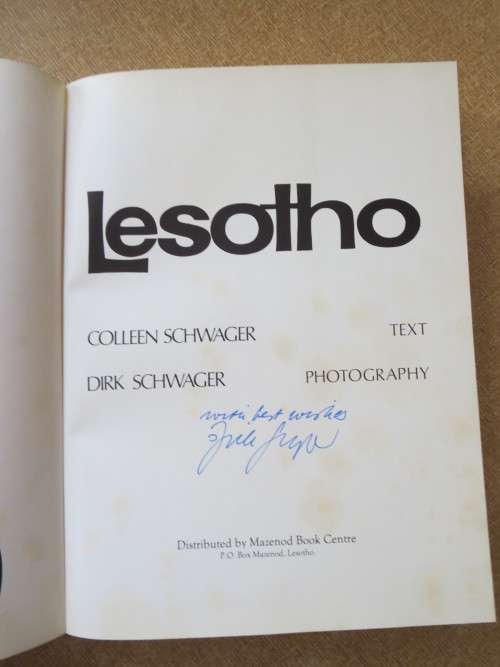 Lesotho
COLLEEN SCHWAGER TEXT
DIRK SCHWAGER PHOTOGRAPHY
with best wishes
Distributed by Mazenod Book Centre
P.O. Box Mazenod, Lesotho.